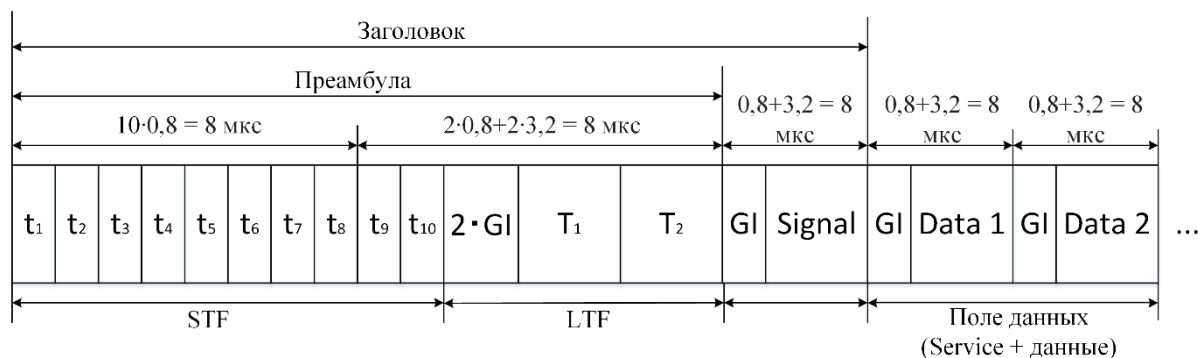 Заголовок
Преамбула
10·0,8 = 8 мкс
2·0,8+2·3,2 = 8 мкс
0,8+3,2 = 8
мкс
0,8+3,2 = 8
мкс
0,8+3,2 = 8
мкс
t1 t2 t3 t4 t5 t6 t7 t8 t9 t10 2·GI T1 T2 GI Signal GI Data 1 GI Data 2 ...
STF
LTF
Поле данных
(Service + данные)